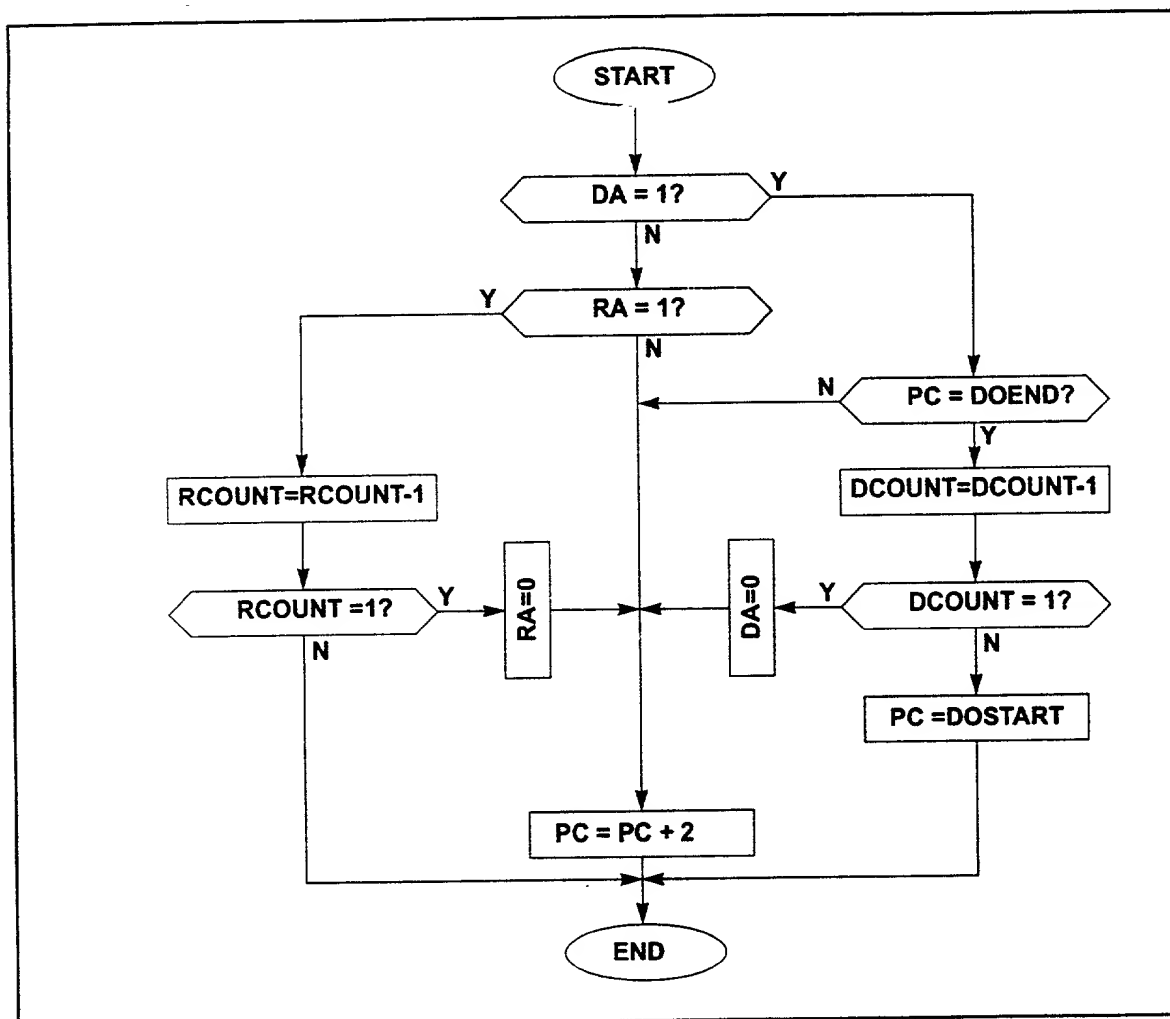 START
DA = 1?
Y
N
RA = 1?
Y
N
PC = DOEND?
N
Y
RCOUNT=RCOUNT-1
DCOUNT=DCOUNT-1
RCOUNT =1?
Y
N
RA=0
DA=0
Y
DCOUNT = 1?
N
PC =DOSTART
PC = PC + 2
END